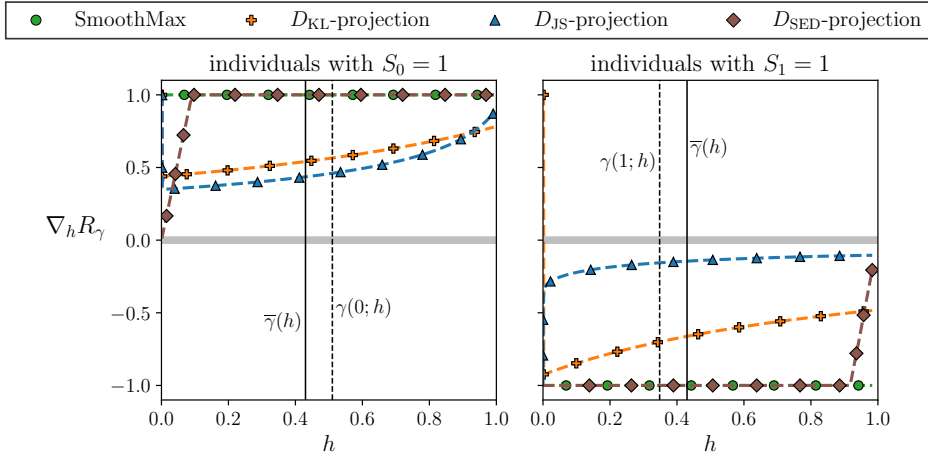 SmoothMax D_KL-projection D_JS-projection D_SED-projection
individuals with S_0 = 1
individuals with S_1 = 1
∇_h R_γ
1.0
0.5
0.0
−0.5
−1.0
γ̅(h)
γ(0; h)
0.0 0.2 0.4 0.6 0.8 1.0
h
γ(1; h)
γ̅(h)
0.0 0.2 0.4 0.6 0.8 1.0
h